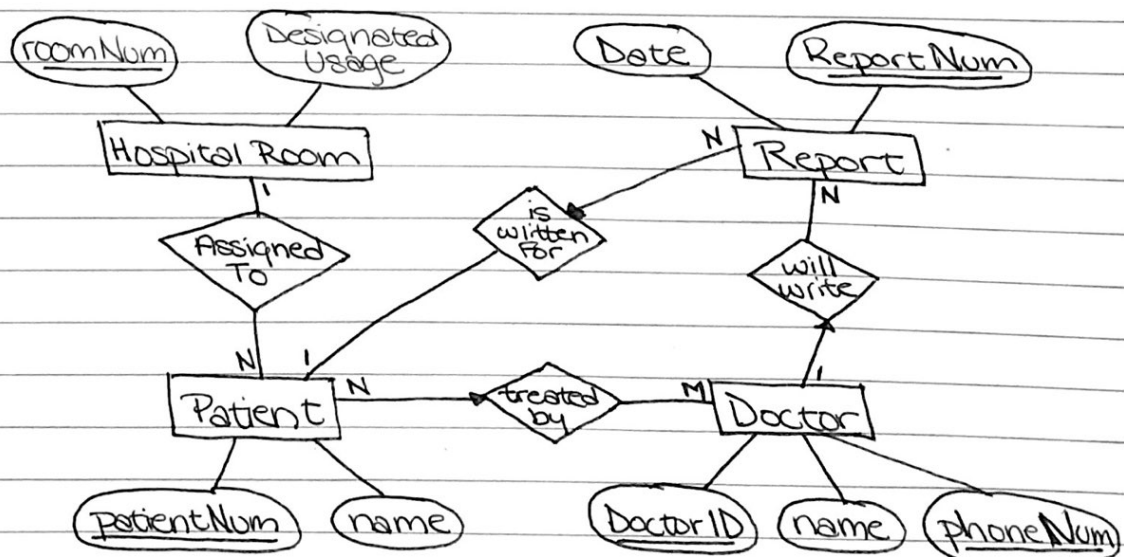 roomNum
Designated
Usage
Date
ReportNum
Hospital Room
Report
1
N
N
is
written
for
Assigned
To
will
write
N
1
N
treated
by
M
1
Patient
Doctor
patientNum
name
DoctorID
name
phoneNum